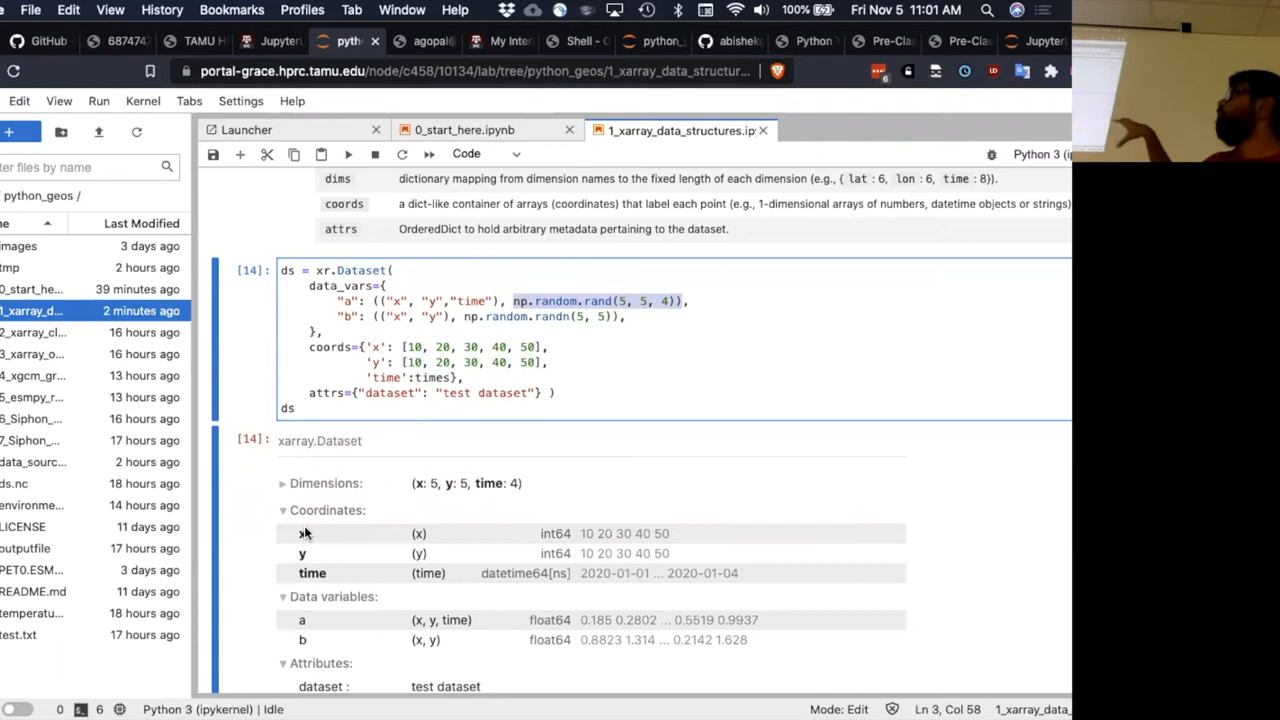 File Edit View History Bookmarks Profiles Tab Window Help 100% Fri Nov 5 11:01 AM
GitHub 6874747 TAMU H JupyterL pyth agopal My Inter Shell - G python_ abishek Python T Pre-Clas Pre-Clas Jupyter
portal-grace.hprc.tamu.edu/node/c458/10134/lab/tree/python_geos/1_xarray_data_structur... 6
Edit View Run Kernel Tabs Settings Help
Launcher 0_start_here.ipynb 1_xarray_data_structures.ip
Code Python 3 (ip
ter files by name
python_geos /
ne Last Modified
images 3 days ago
tmp 2 hours ago
0_start_he... 39 minutes ago
1_xarray_d... 2 minutes ago
2_xarray_cl... 16 hours ago
3_xarray_o... 16 hours ago
4_xgcm_gr... 13 hours ago
5_esmpy_r... 13 hours ago
6_Siphon_... 16 hours ago
7_Siphon_... 17 hours ago
data_sourc... 2 hours ago
ds.nc 18 hours ago
environme... 14 hours ago
LICENSE 11 days ago
outputfile 17 hours ago
PET0.ESM... 3 days ago
README.md 11 days ago
temperatu... 18 hours ago
test.txt 17 hours ago
dims dictionary mapping from dimension names to the fixed length of each dimension (e.g., { lat : 6, lon : 6, time : 8}).
coords a dict-like container of arrays (coordinates) that label each point (e.g., 1-dimensional arrays of numbers, datetime objects or strings)
attrs OrderedDict to hold arbitrary metadata pertaining to the dataset.
[14]: ds = xr.Dataset(
data_vars={
"a": (("x", "y","time"), np.random.rand(5, 5, 4)),
"b": (("x", "y"), np.random.randn(5, 5)),
},
coords={'x': [10, 20, 30, 40, 50],
'y': [10, 20, 30, 40, 50],
'time':times},
attrs={"dataset": "test dataset"} )
ds
[14]: xarray.Dataset
Dimensions: (x: 5, y: 5, time: 4)
Coordinates:
x (x) int64 10 20 30 40 50
y (y) int64 10 20 30 40 50
time (time) datetime64[ns] 2020-01-01 ... 2020-01-04
Data variables:
a (x, y, time) float64 0.185 0.2802 ... 0.5519 0.9937
b (x, y) float64 0.8823 1.314 ... 0.2142 1.628
Attributes:
dataset : test dataset
0 6 Python 3 (ipykernel) | Idle Mode: Edit Ln 3, Col 58 1_xarray_data_